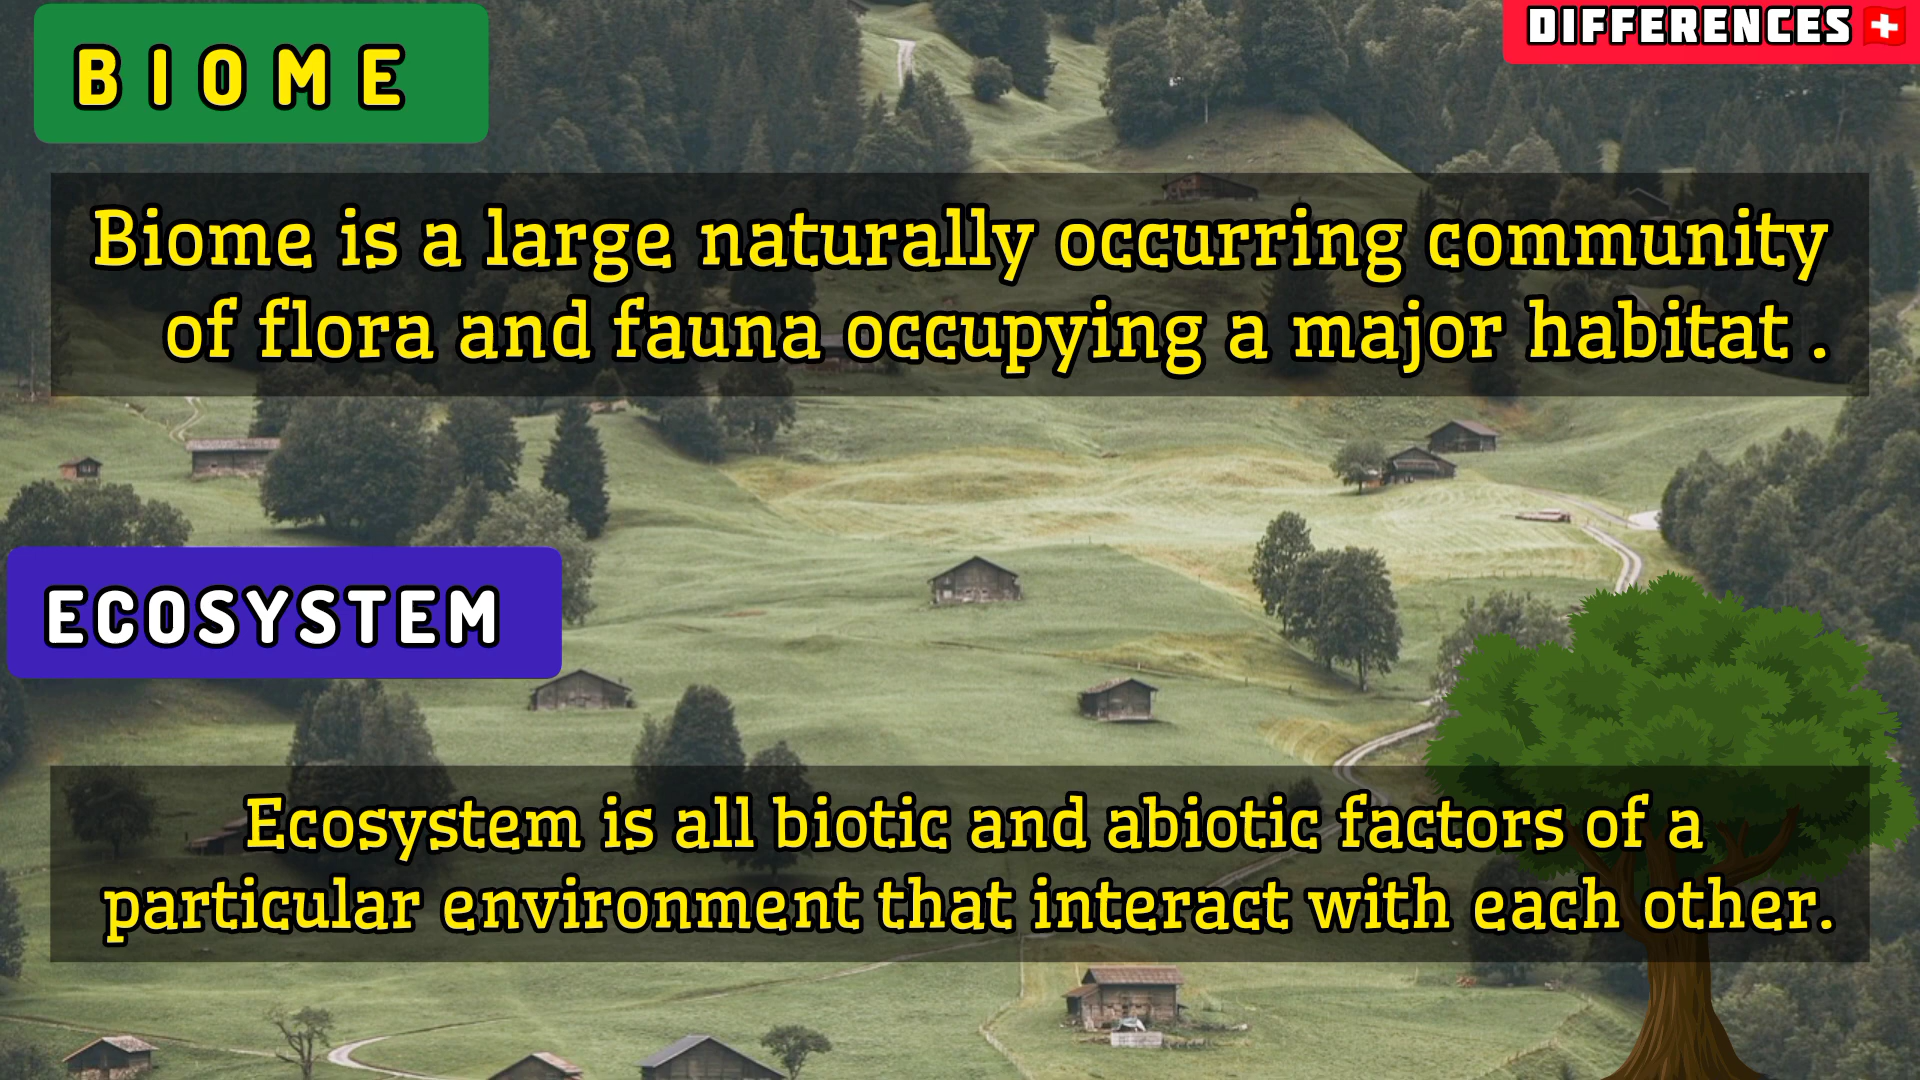 DIFFERENCES
BIOME
Biome is a large naturally occurring community
of flora and fauna occupying a major habitat .
ECOSYSTEM
Ecosystem is all biotic and abiotic factors of a
particular environment that interact with each other.